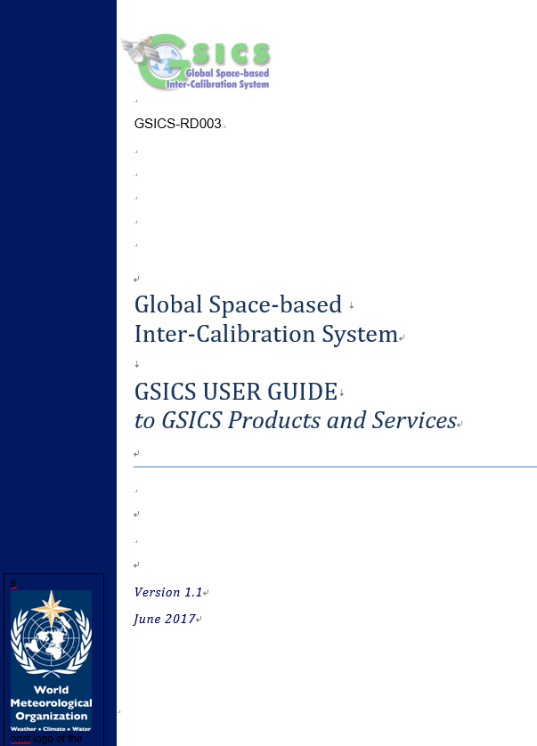 GSICS
Global Space-based
Inter-Calibration System
GSICS-RD003
Global Space-based
Inter-Calibration System
GSICS USER GUIDE
to GSICS Products and Services
Version 1.1
June 2017
World
Meteorological
Organization
Weather • Climate • Water
logo of the